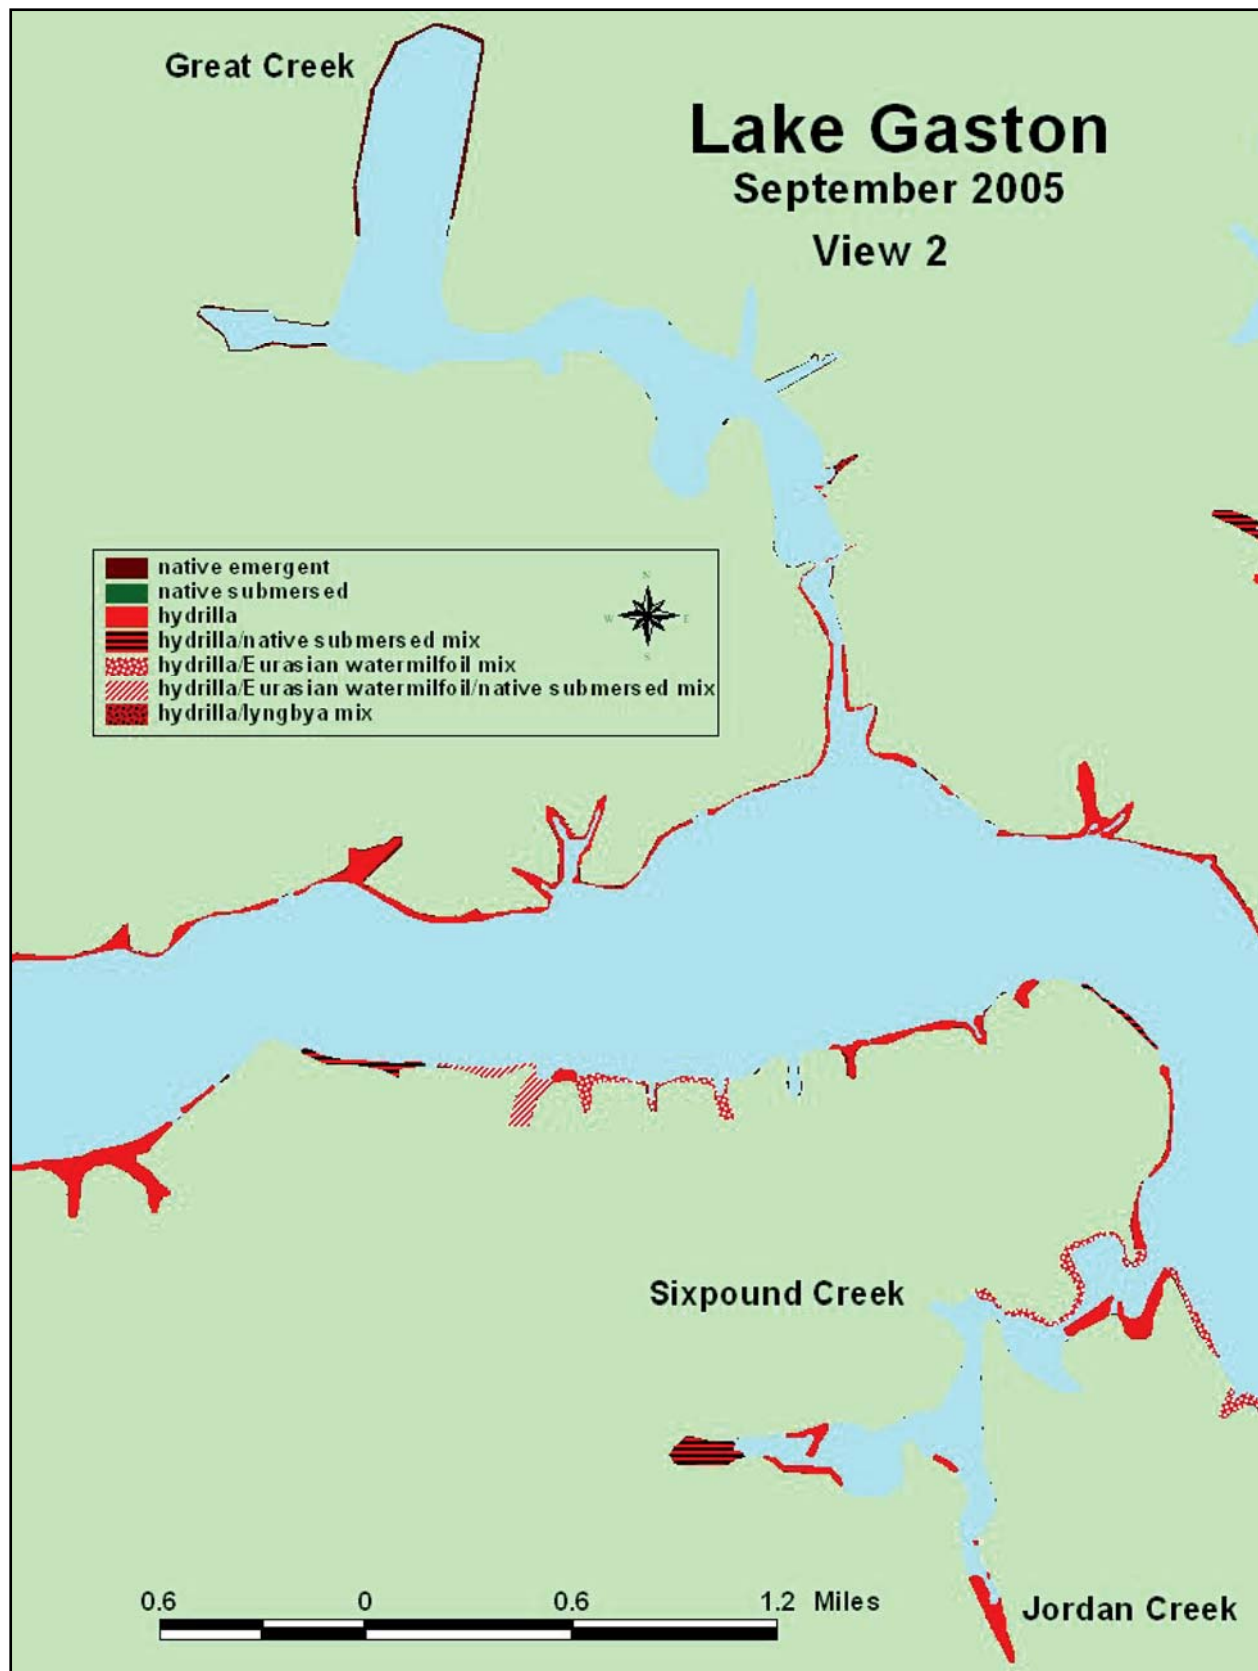 Great Creek
Lake Gaston
September 2005
View 2
native emergent
native submersed
hydrilla
hydrilla/native submersed mix
hydrilla/Eurasian watermilfoil mix
hydrilla/Eurasian watermilfoil/native submersed mix
hydrilla/lyngbya mix
N
W E
S
Sixpound Creek
0.6 0 0.6 1.2 Miles
Jordan Creek